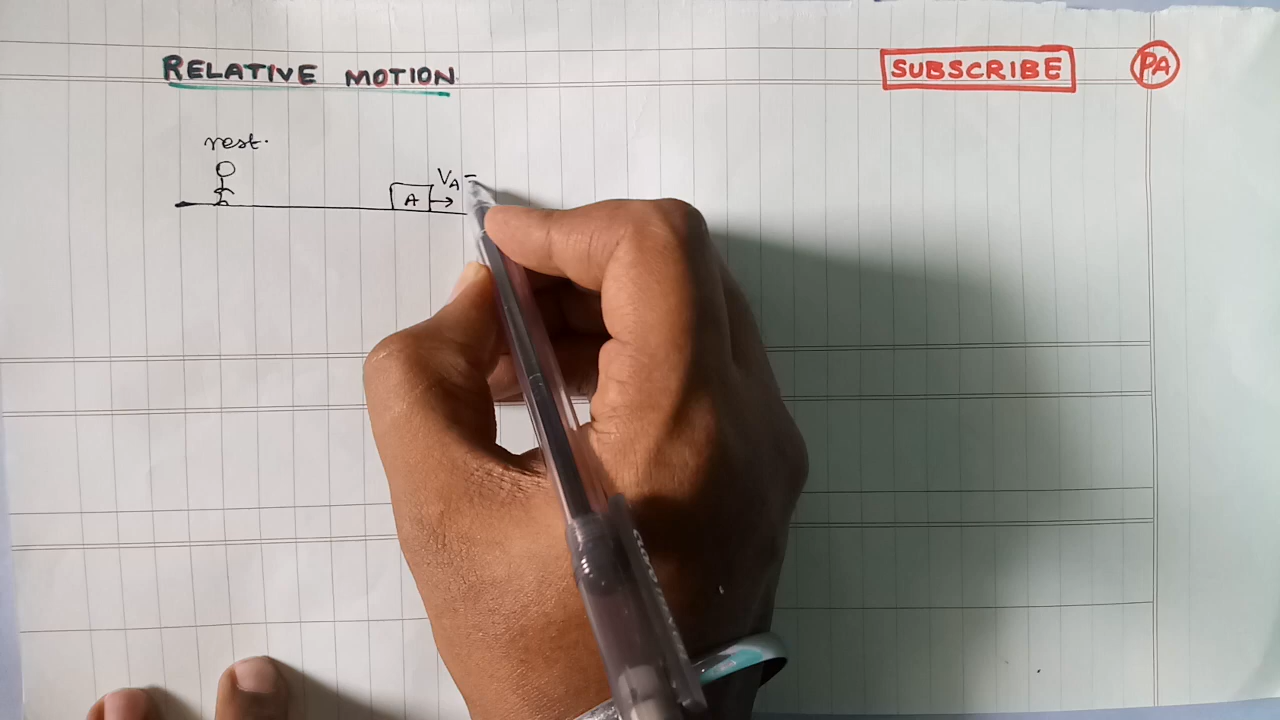 RELATIVE MOTION
SUBSCRIBE
PA
rest.
VA -
A